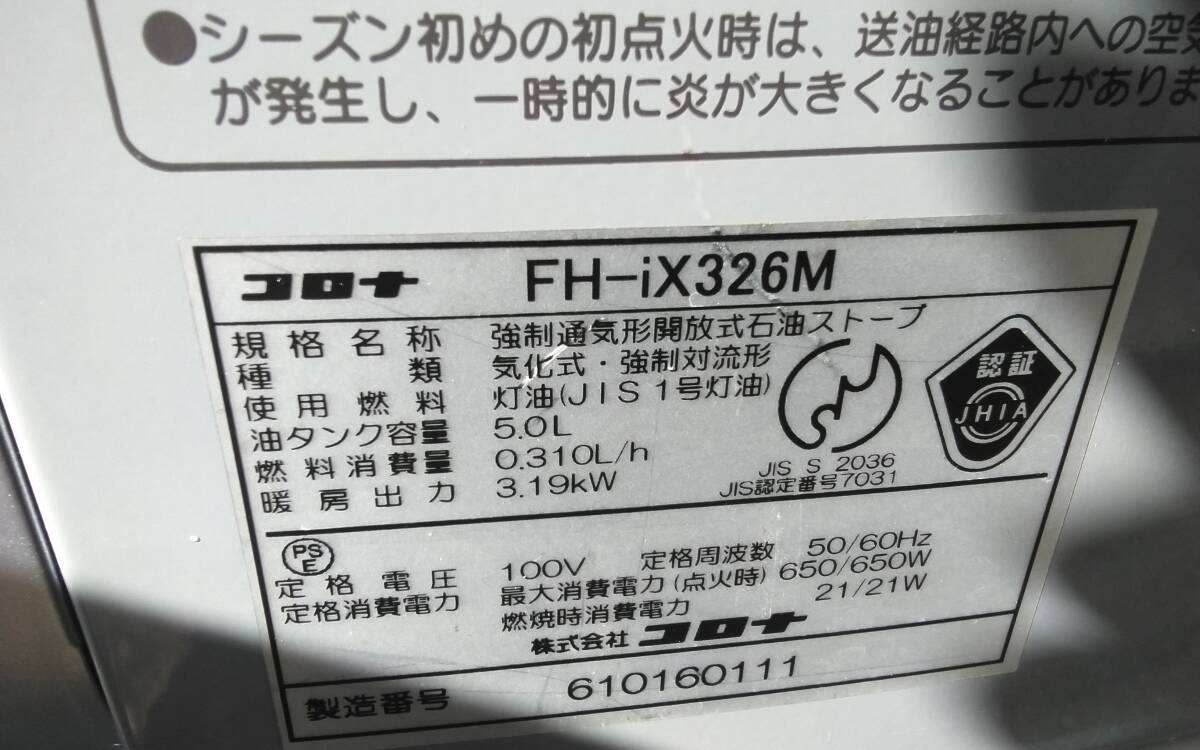 ●シーズン初めの初点火時は、送油経路内への空気
が発生し、一時的に炎が大きくなることがありま
コロナ FH-iX326M
規格名称 強制通気形開放式石油ストーブ
種類 気化式・強制対流形
使用燃料 灯油(JIS 1号灯油)
油タンク容量 5.0L
燃料消費量 0.310L/h
暖房出力 3.19kW
認証
JHIA
JIS S 2036
JIS認定番号7031
PS
E
定格電圧 100V 定格周波数 50/60Hz
定格消費電力 最大消費電力(点火時) 650/650W
燃焼時消費電力 21/21W
株式会社 コロナ
製造番号 610160111